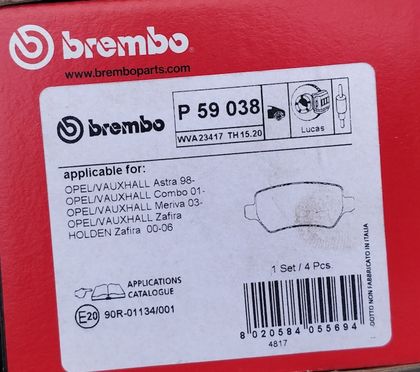 brembo
www.bremboparts.com
brembo
P 59 038
WVA23417 TH 15.20
Lucas
applicable for:
OPEL/VAUXHALL Astra 98-
OPEL/VAUXHALL Combo 01-
OPEL/VAUXHALL Meriva 03-
OPEL/VAUXHALL Zafira
HOLDEN Zafira 00-06
1 Set / 4 Pcs.
APPLICATIONS
CATALOGUE
E20 90R-01134/001
8 020584 055694
4817